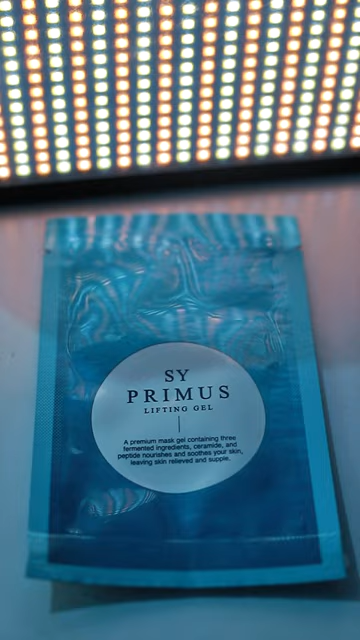 SY
PRIMUS
LIFTING GEL
A premium mask gel containing three
fermented ingredients, ceramide, and
peptide nourishes and soothes your skin,
leaving skin relieved and supple.